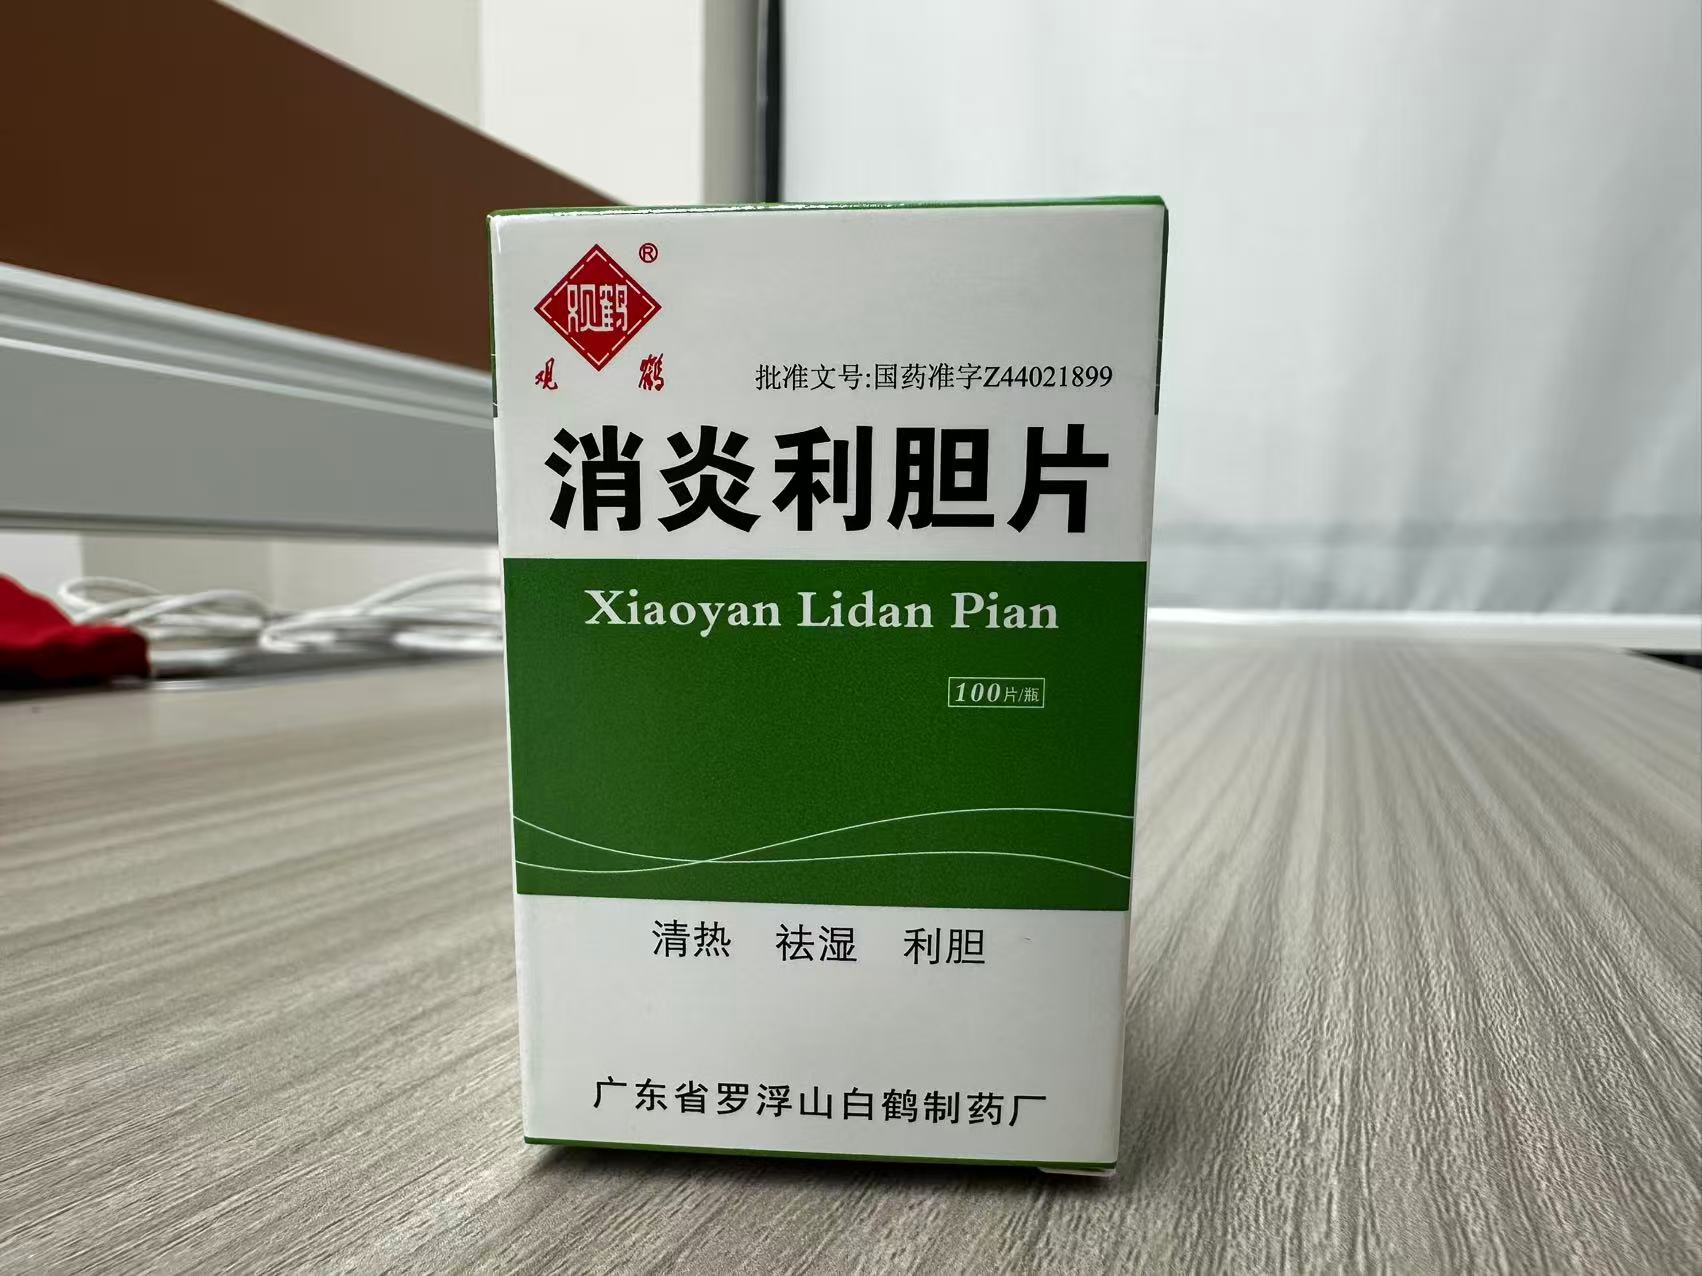 观鹤
®
观鹤
批准文号:国药准字Z44021899
消炎利胆片
Xiaoyan Lidan Pian
100片/瓶
清热 祛湿 利胆
广东省罗浮山白鹤制药厂